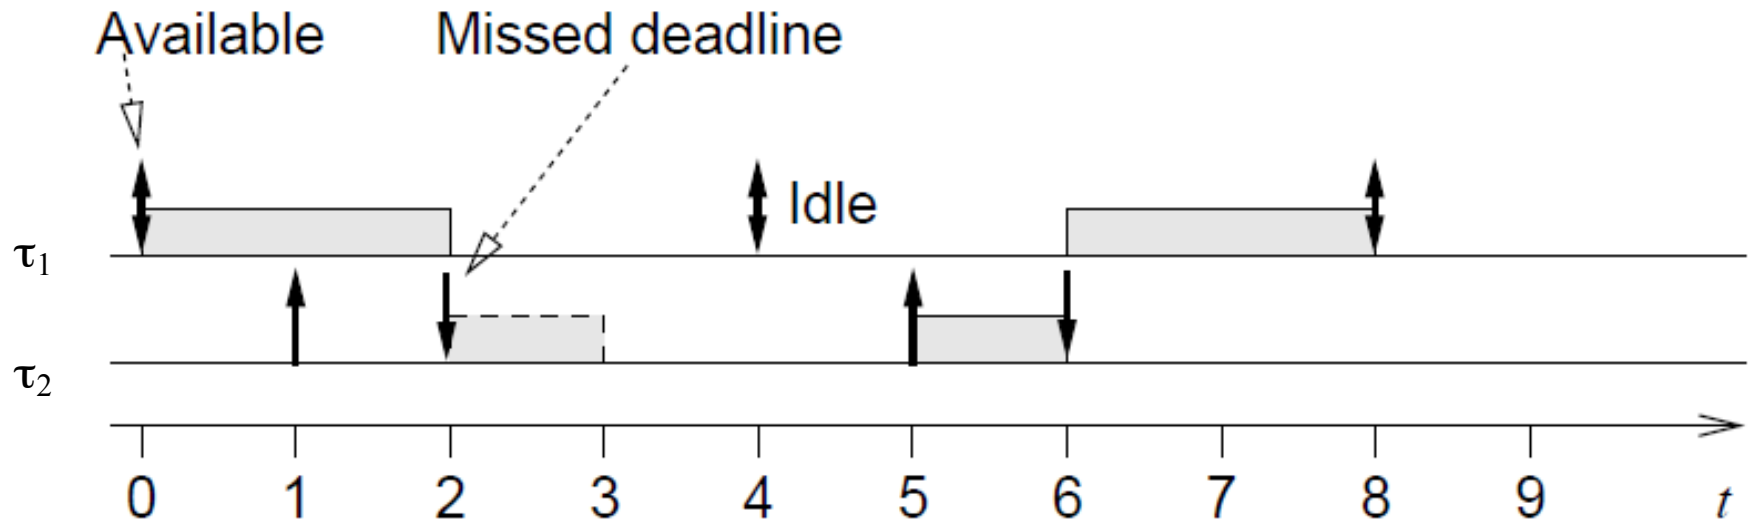 Available Missed deadline
Idle
τ1
τ2
0 1 2 3 4 5 6 7 8 9 t